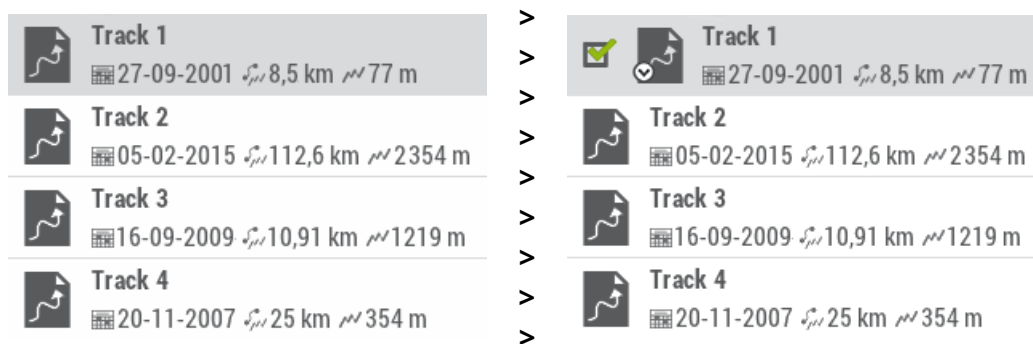 Track 1
27-09-2001 8,5 km 77 m
Track 2
05-02-2015 112,6 km 2354 m
Track 3
16-09-2009 10,91 km 1219 m
Track 4
20-11-2007 25 km 354 m
>
>
>
>
>
>
>
>
>
Track 1
27-09-2001 8,5 km 77 m
Track 2
05-02-2015 112,6 km 2354 m
Track 3
16-09-2009 10,91 km 1219 m
Track 4
20-11-2007 25 km 354 m